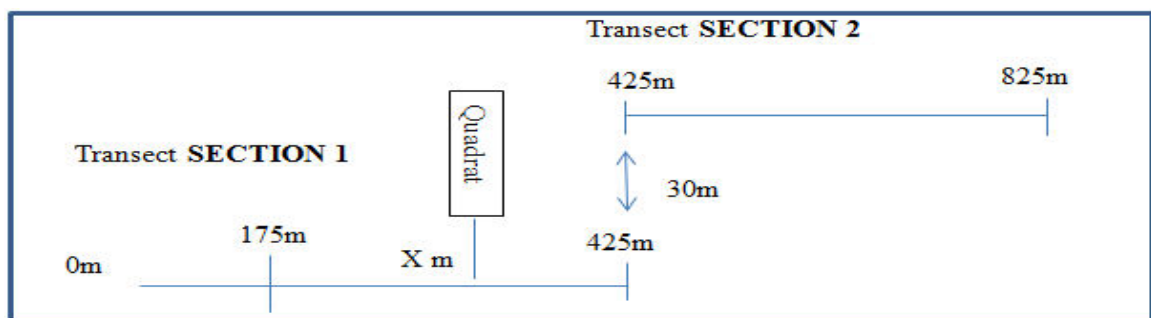 Transect SECTION 2
425m
825m
Quadrat
Transect SECTION 1
30m
175m
425m
X m
0m